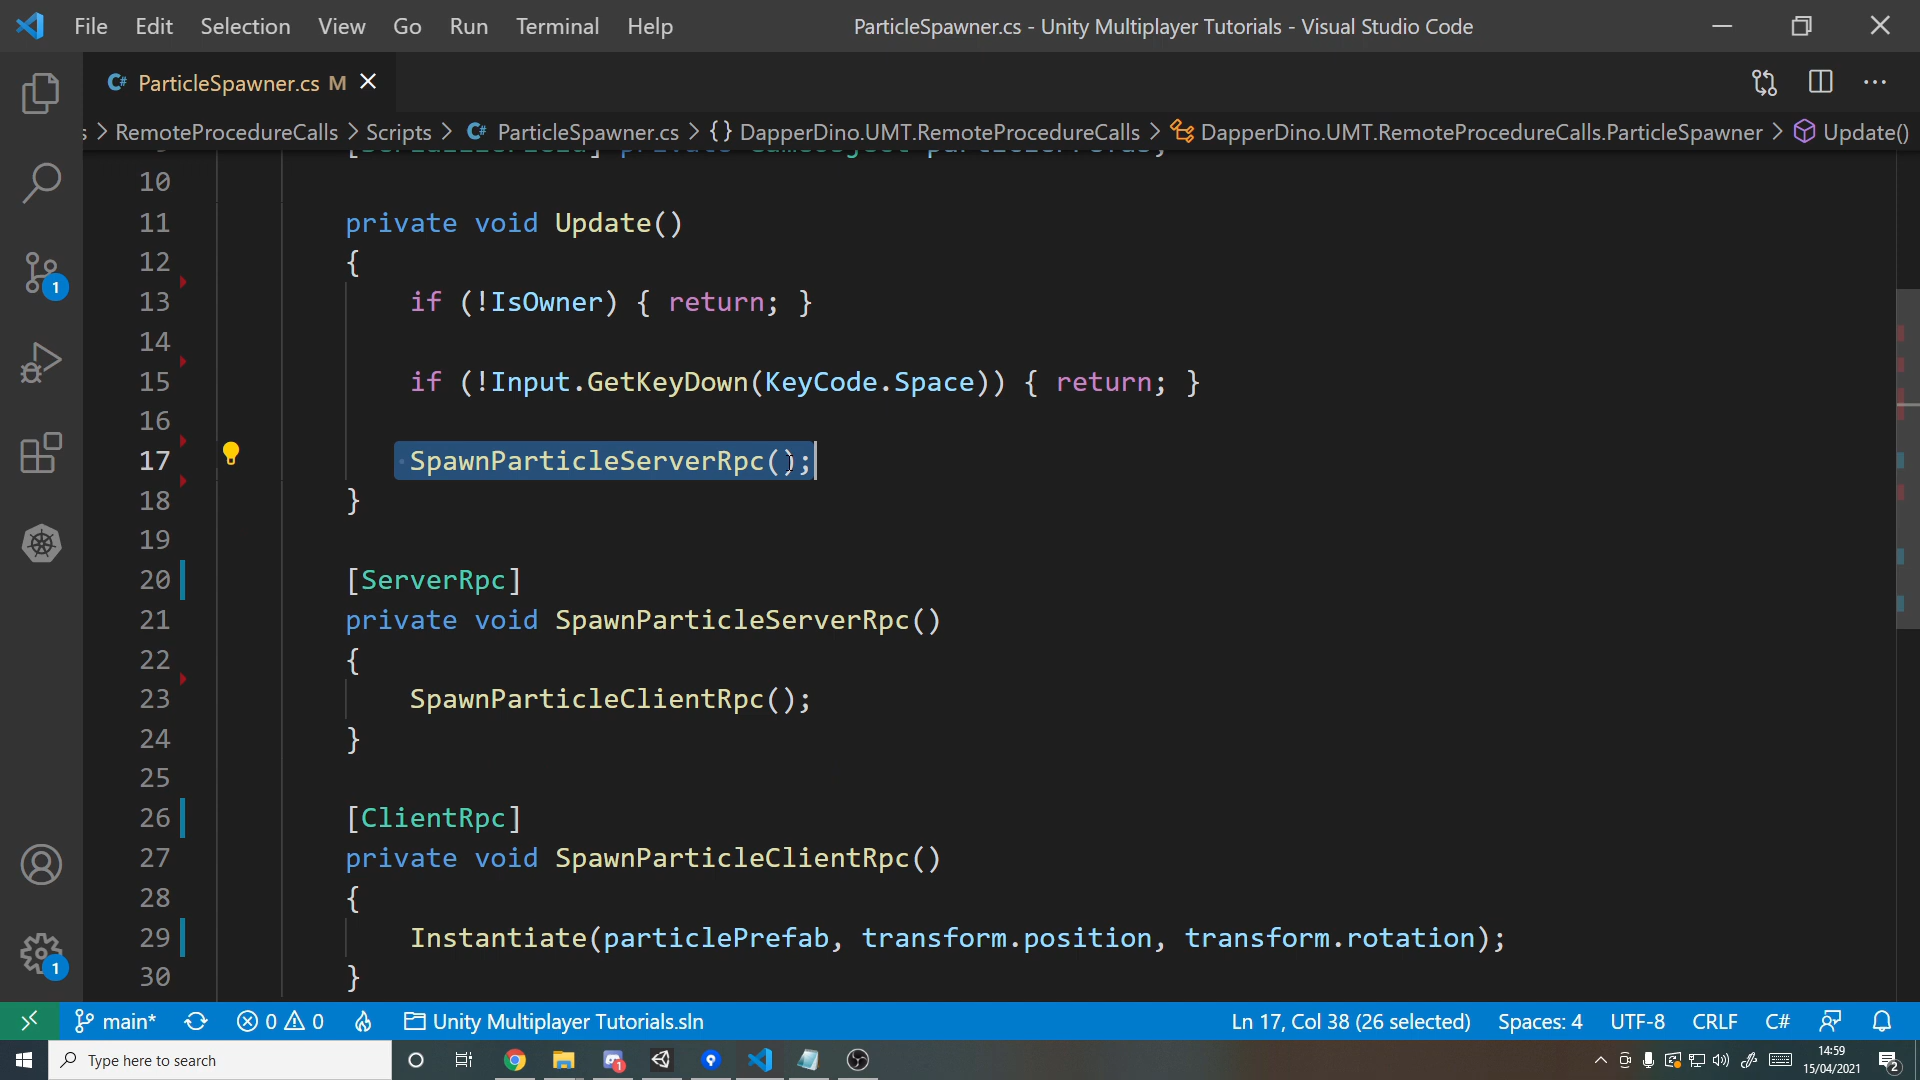 File Edit Selection View Go Run Terminal Help ParticleSpawner.cs - Unity Multiplayer Tutorials - Visual Studio Code
C# ParticleSpawner.cs M
s > RemoteProcedureCalls > Scripts > C# ParticleSpawner.cs > {} DapperDino.UMT.RemoteProcedureCalls > DapperDino.UMT.RemoteProcedureCalls.ParticleSpawner > Update()
10
11 private void Update()
12 {
13 if (!IsOwner) { return; }
14
15 if (!Input.GetKeyDown(KeyCode.Space)) { return; }
16
17 SpawnParticleServerRpc();
18 }
19
20 [ServerRpc]
21 private void SpawnParticleServerRpc()
22 {
23 SpawnParticleClientRpc();
24 }
25
26 [ClientRpc]
27 private void SpawnParticleClientRpc()
28 {
29 Instantiate(particlePrefab, transform.position, transform.rotation);
30 }
1
1
main* 0 0 Unity Multiplayer Tutorials.sln Ln 17, Col 38 (26 selected) Spaces: 4 UTF-8 CRLF C#
Type here to search
1
14:59
15/04/2021
2